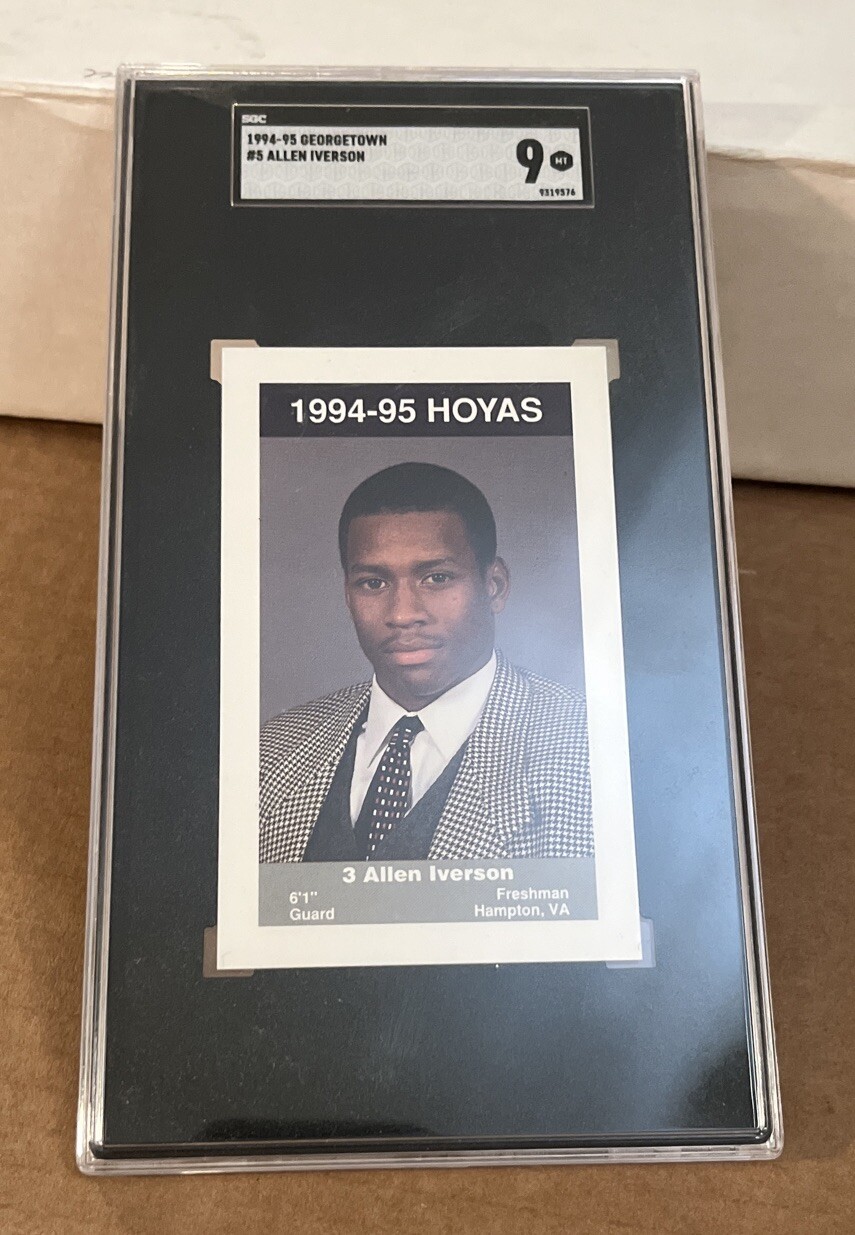 SGC
1994-95 GEORGETOWN
#5 ALLEN IVERSON
9 MT
9319376
1994-95 HOYAS
3 Allen Iverson
6'1" Freshman
Guard Hampton, VA